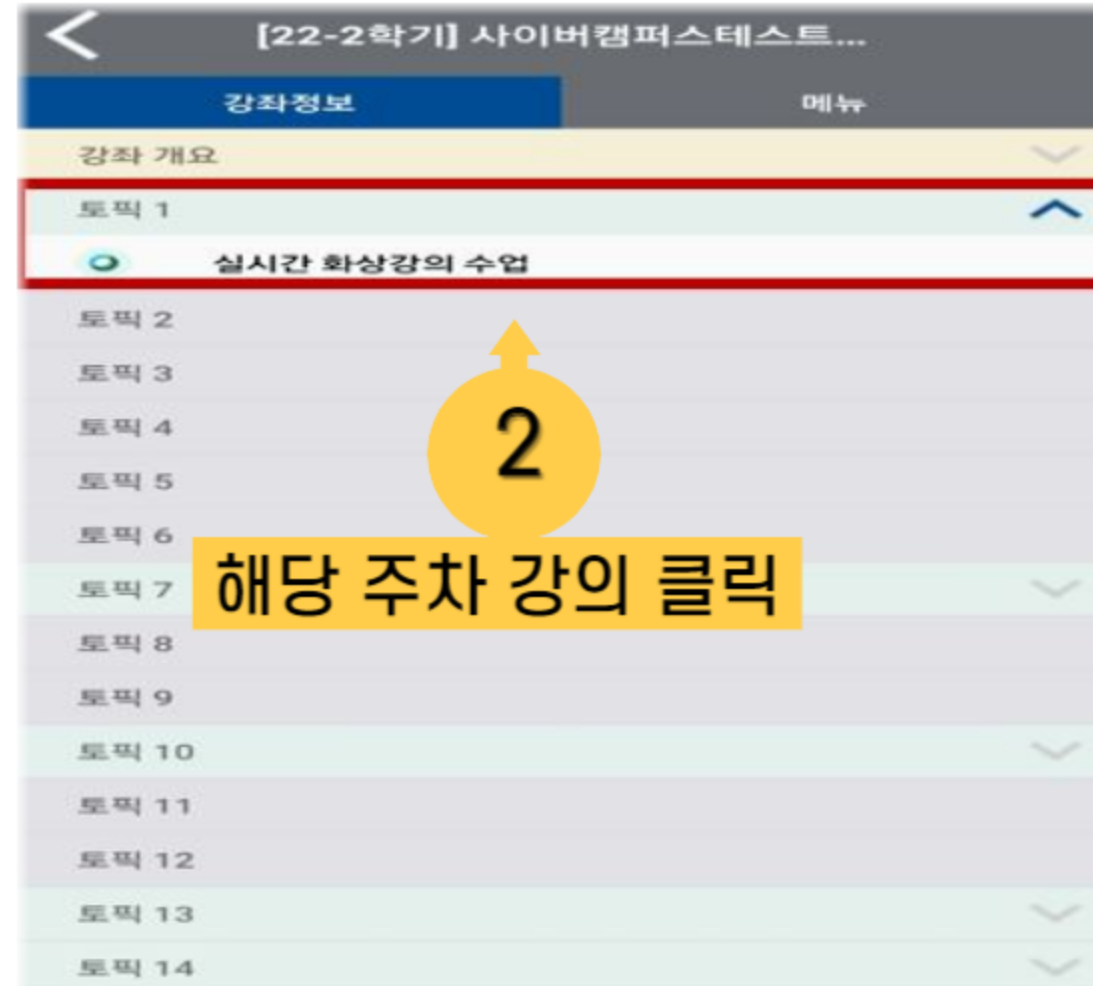 [22-2학기] 사이버캠퍼스테스트...
강좌정보 메뉴
강좌 개요
토픽 1
실시간 화상강의 수업
토픽 2
토픽 3
토픽 4
2
토픽 5
토픽 6
해당 주차 강의 클릭
토픽 7
토픽 8
토픽 9
토픽 10
토픽 11
토픽 12
토픽 13
토픽 14